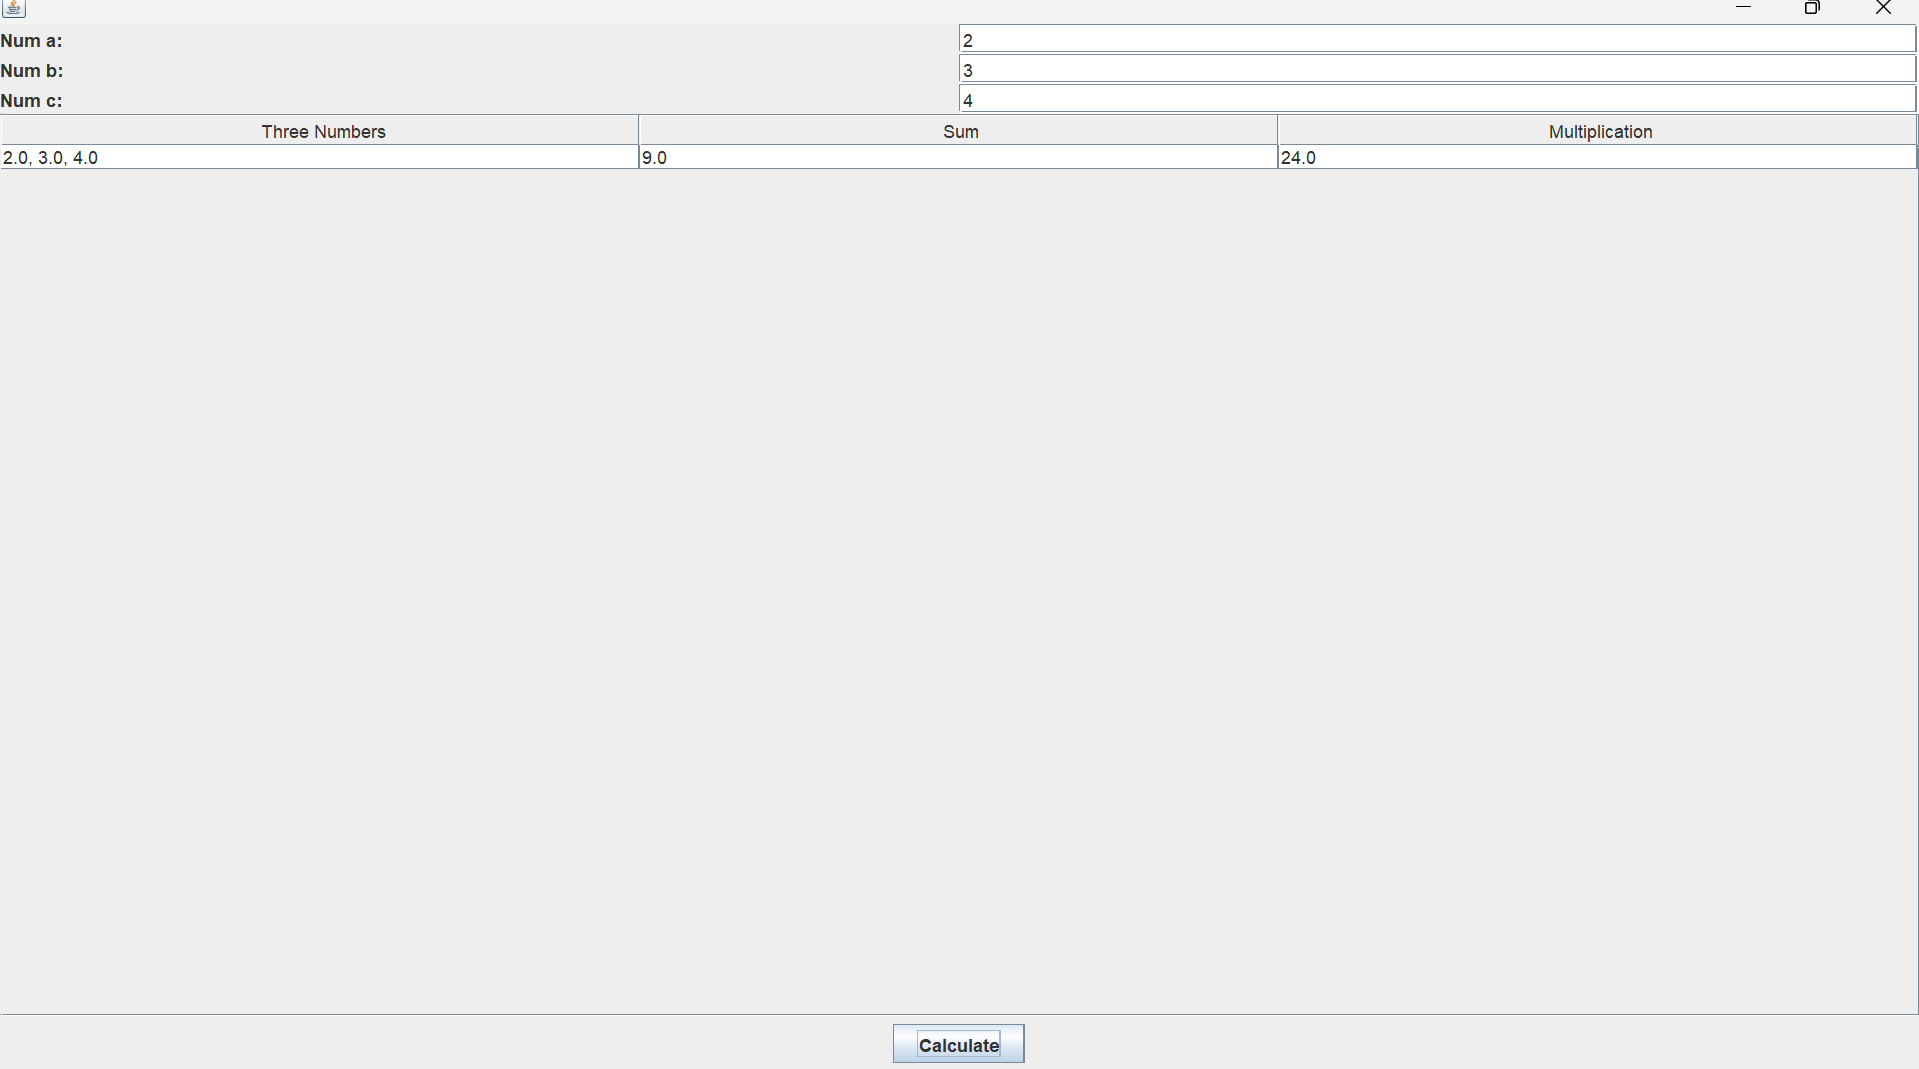 Num a: 2
Num b: 3
Num c: 4
Three Numbers Sum Multiplication
2.0, 3.0, 4.0 9.0 24.0
Calculate